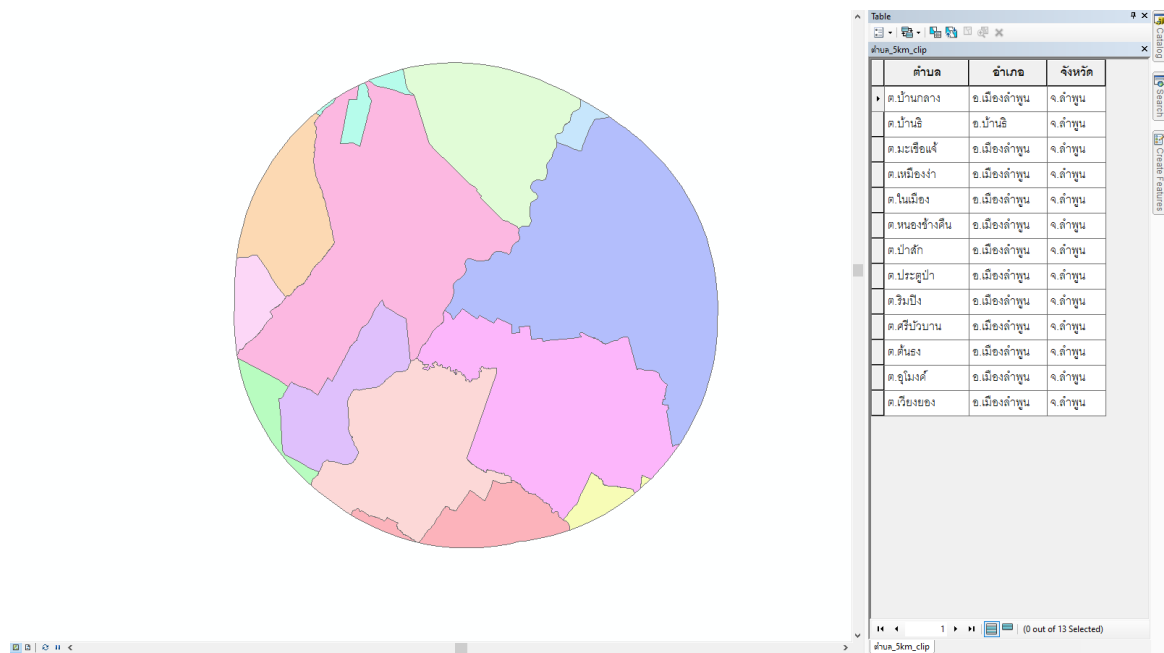 Table
ตำบล_5km_clip
ตำบล อำเภอ จังหวัด
ต.บ้านกลาง อ.เมืองลำพูน จ.ลำพูน
ต.บ้านธิ อ.บ้านธิ จ.ลำพูน
ต.มะเขือแจ้ อ.เมืองลำพูน จ.ลำพูน
ต.เหมืองง่า อ.เมืองลำพูน จ.ลำพูน
ต.ในเมือง อ.เมืองลำพูน จ.ลำพูน
ต.หนองช้างคืน อ.เมืองลำพูน จ.ลำพูน
ต.ป่าสัก อ.เมืองลำพูน จ.ลำพูน
ต.ประตูป่า อ.เมืองลำพูน จ.ลำพูน
ต.ริมปิง อ.เมืองลำพูน จ.ลำพูน
ต.ศรีบัวบาน อ.เมืองลำพูน จ.ลำพูน
ต.ต้นธง อ.เมืองลำพูน จ.ลำพูน
ต.อุโมงค์ อ.เมืองลำพูน จ.ลำพูน
ต.เวียงยอง อ.เมืองลำพูน จ.ลำพูน
1 (0 out of 13 Selected)
ตำบล_5km_clip
Catalog
Search
Create Features